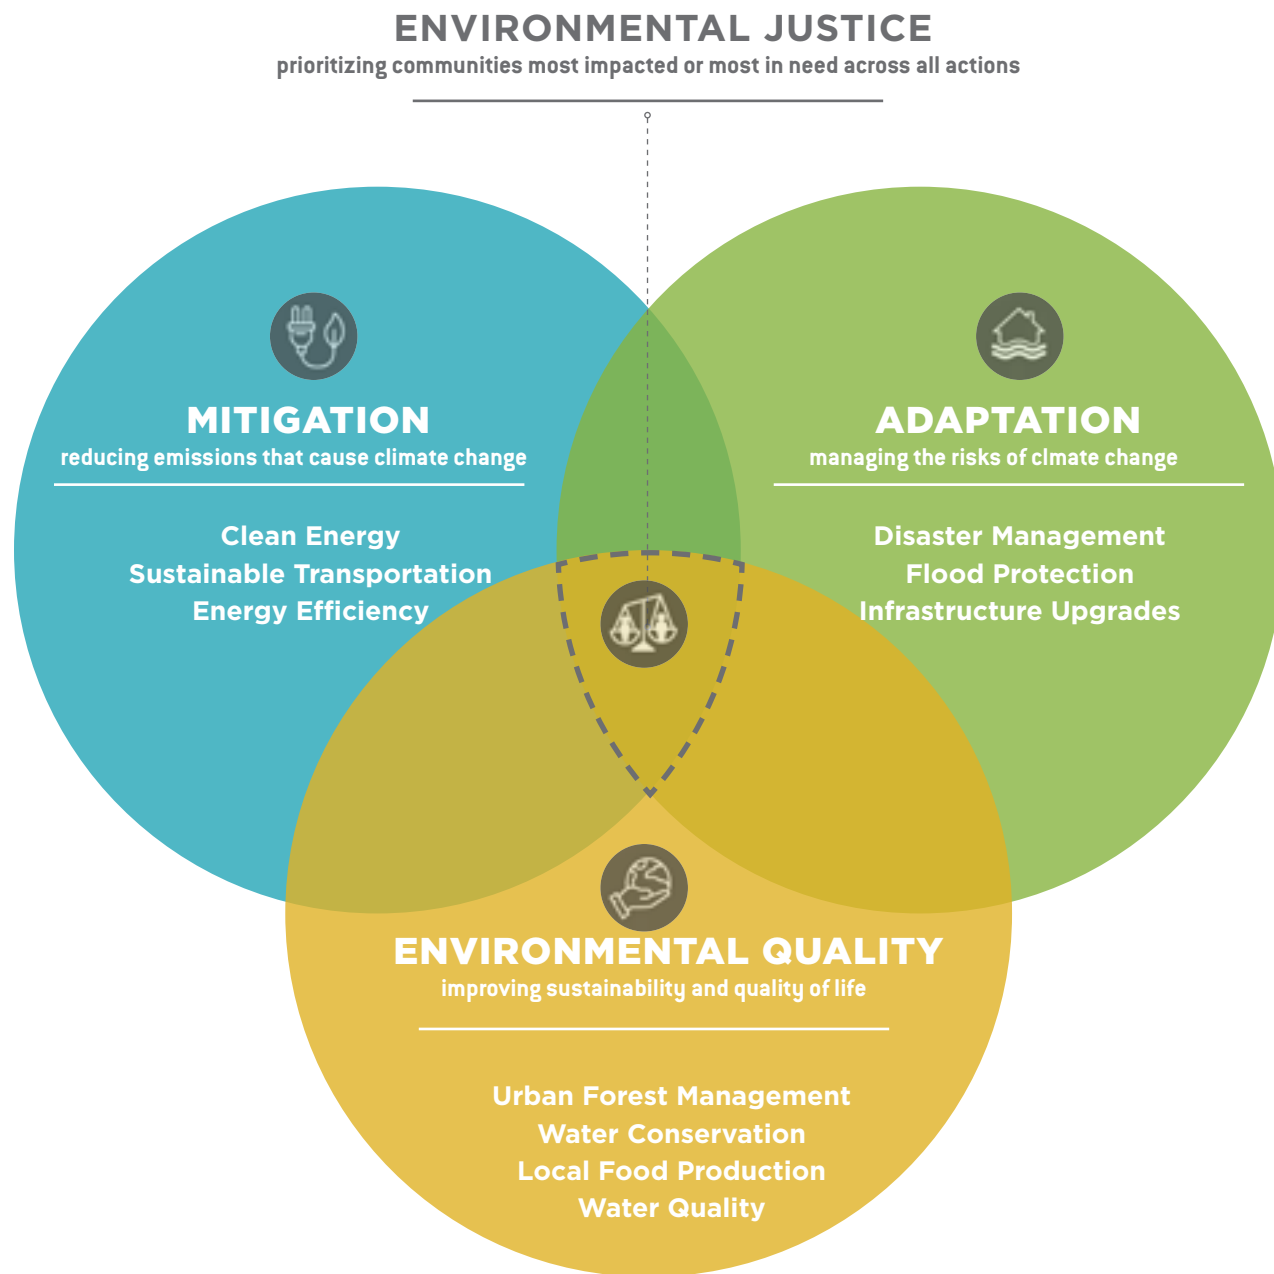 ENVIRONMENTAL JUSTICE
prioritizing communities most impacted or most in need across all actions
MITIGATION
reducing emissions that cause climate change
Clean Energy
Sustainable Transportation
Energy Efficiency
ADAPTATION
managing the risks of clmate change
Disaster Management
Flood Protection
Infrastructure Upgrades
ENVIRONMENTAL QUALITY
improving sustainability and quality of life
Urban Forest Management
Water Conservation
Local Food Production
Water Quality